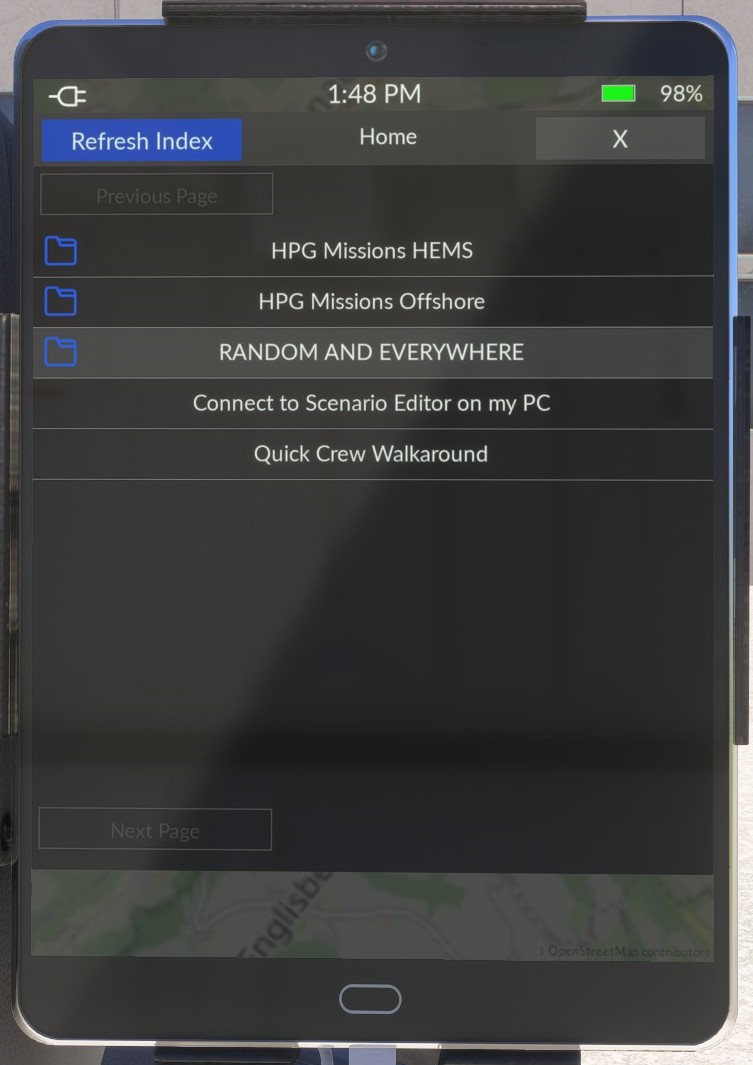 1:48 PM 98%
Refresh Index Home X
Previous Page
HPG Missions HEMS
HPG Missions Offshore
RANDOM AND EVERYWHERE
Connect to Scenario Editor on my PC
Quick Crew Walkaround
Next Page
OpenStreetMap contributors